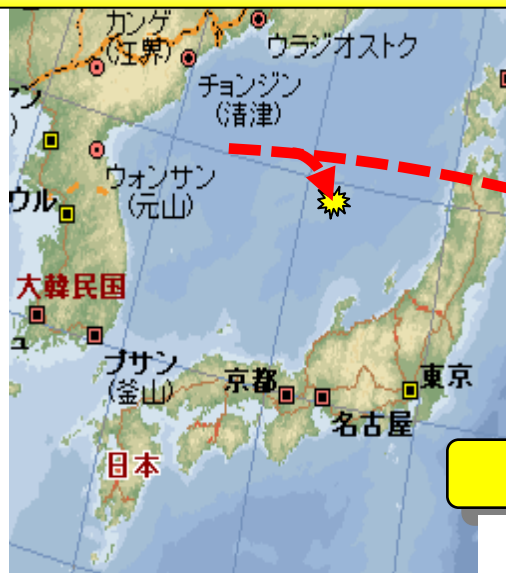 カンゲ
(江界)
ウラジオストク
チョンジン
(清津)
ウォンサン
(元山)
ウル
大韓民国
プサン
(釜山)
京都
東京
名古屋
日本